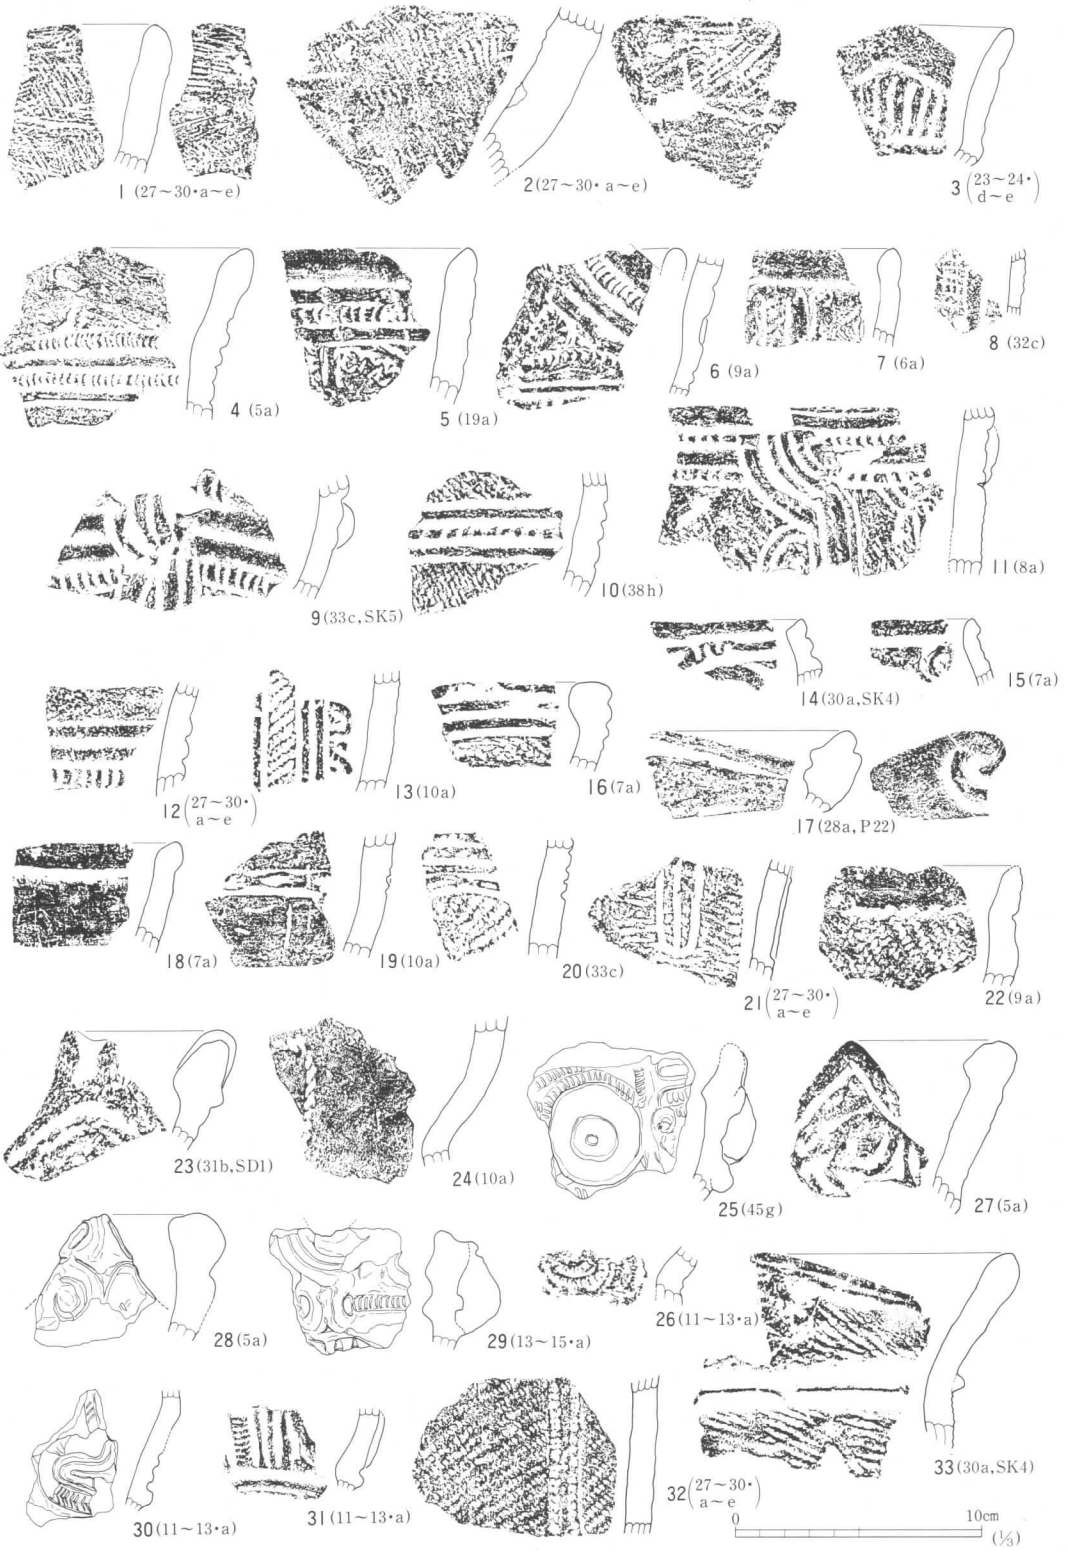 1 (27~30・a~e)
2 (27~30・a~e)
3 (23~24・
d~e)
4 (5a)
5 (19a)
6 (9a)
7 (6a)
8 (32c)
9 (33c, SK5)
10 (38h)
11 (8a)
14 (30a, SK4)
15 (7a)
12 (27~30・
a~e)
13 (10a)
16 (7a)
17 (28a, P22)
18 (7a)
19 (10a)
20 (33c)
21 (27~30・
a~e)
22 (9a)
23 (31b, SD1)
24 (10a)
25 (45g)
27 (5a)
28 (5a)
29 (13~15・a)
26 (11~13・a)
30 (11~13・a)
31 (11~13・a)
32 (27~30・
a~e)
33 (30a, SK4)
0 10cm
(1/3)